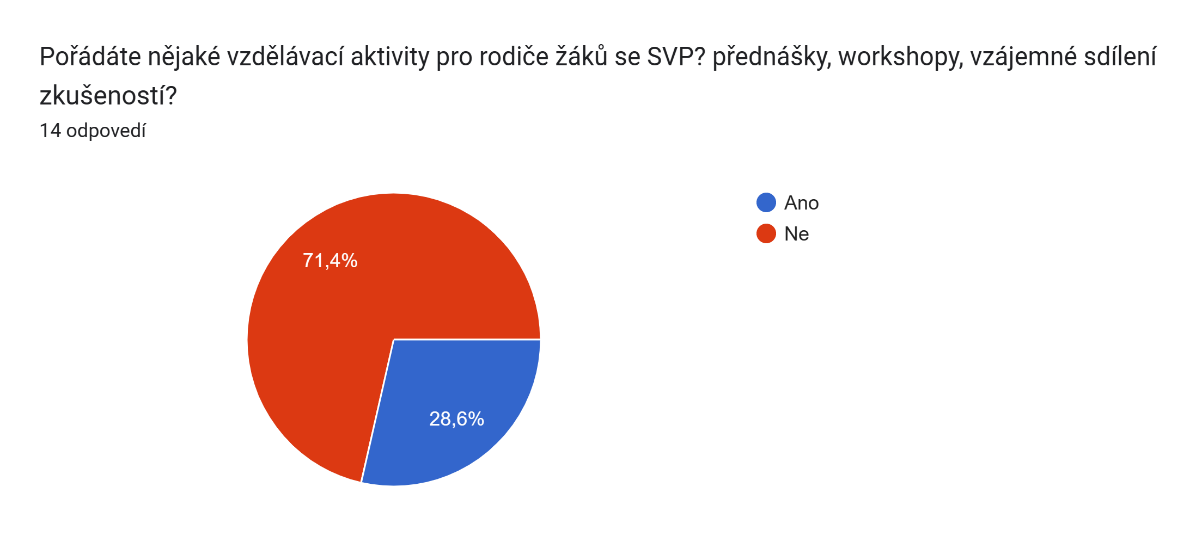 Pořádáte nějaké vzdělávací aktivity pro rodiče žáků se SVP? přednášky, workshopy, vzájemné sdílení
zkušeností?
14 odpovedí
Ano
Ne
71,4%
28,6%